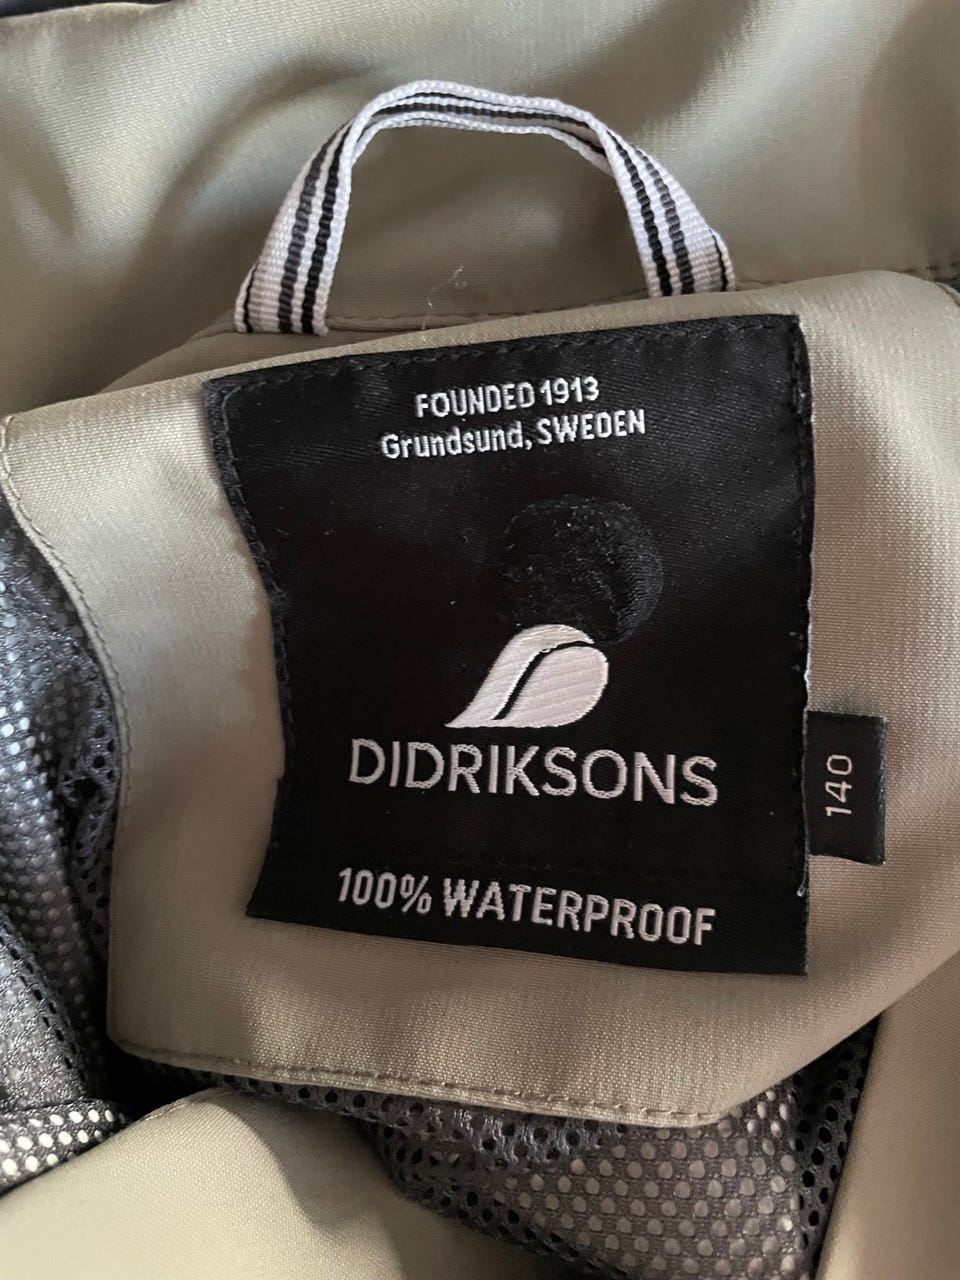 FOUNDED 1913
Grundsund, SWEDEN
DIDRIKSONS
140
100% WATERPROOF